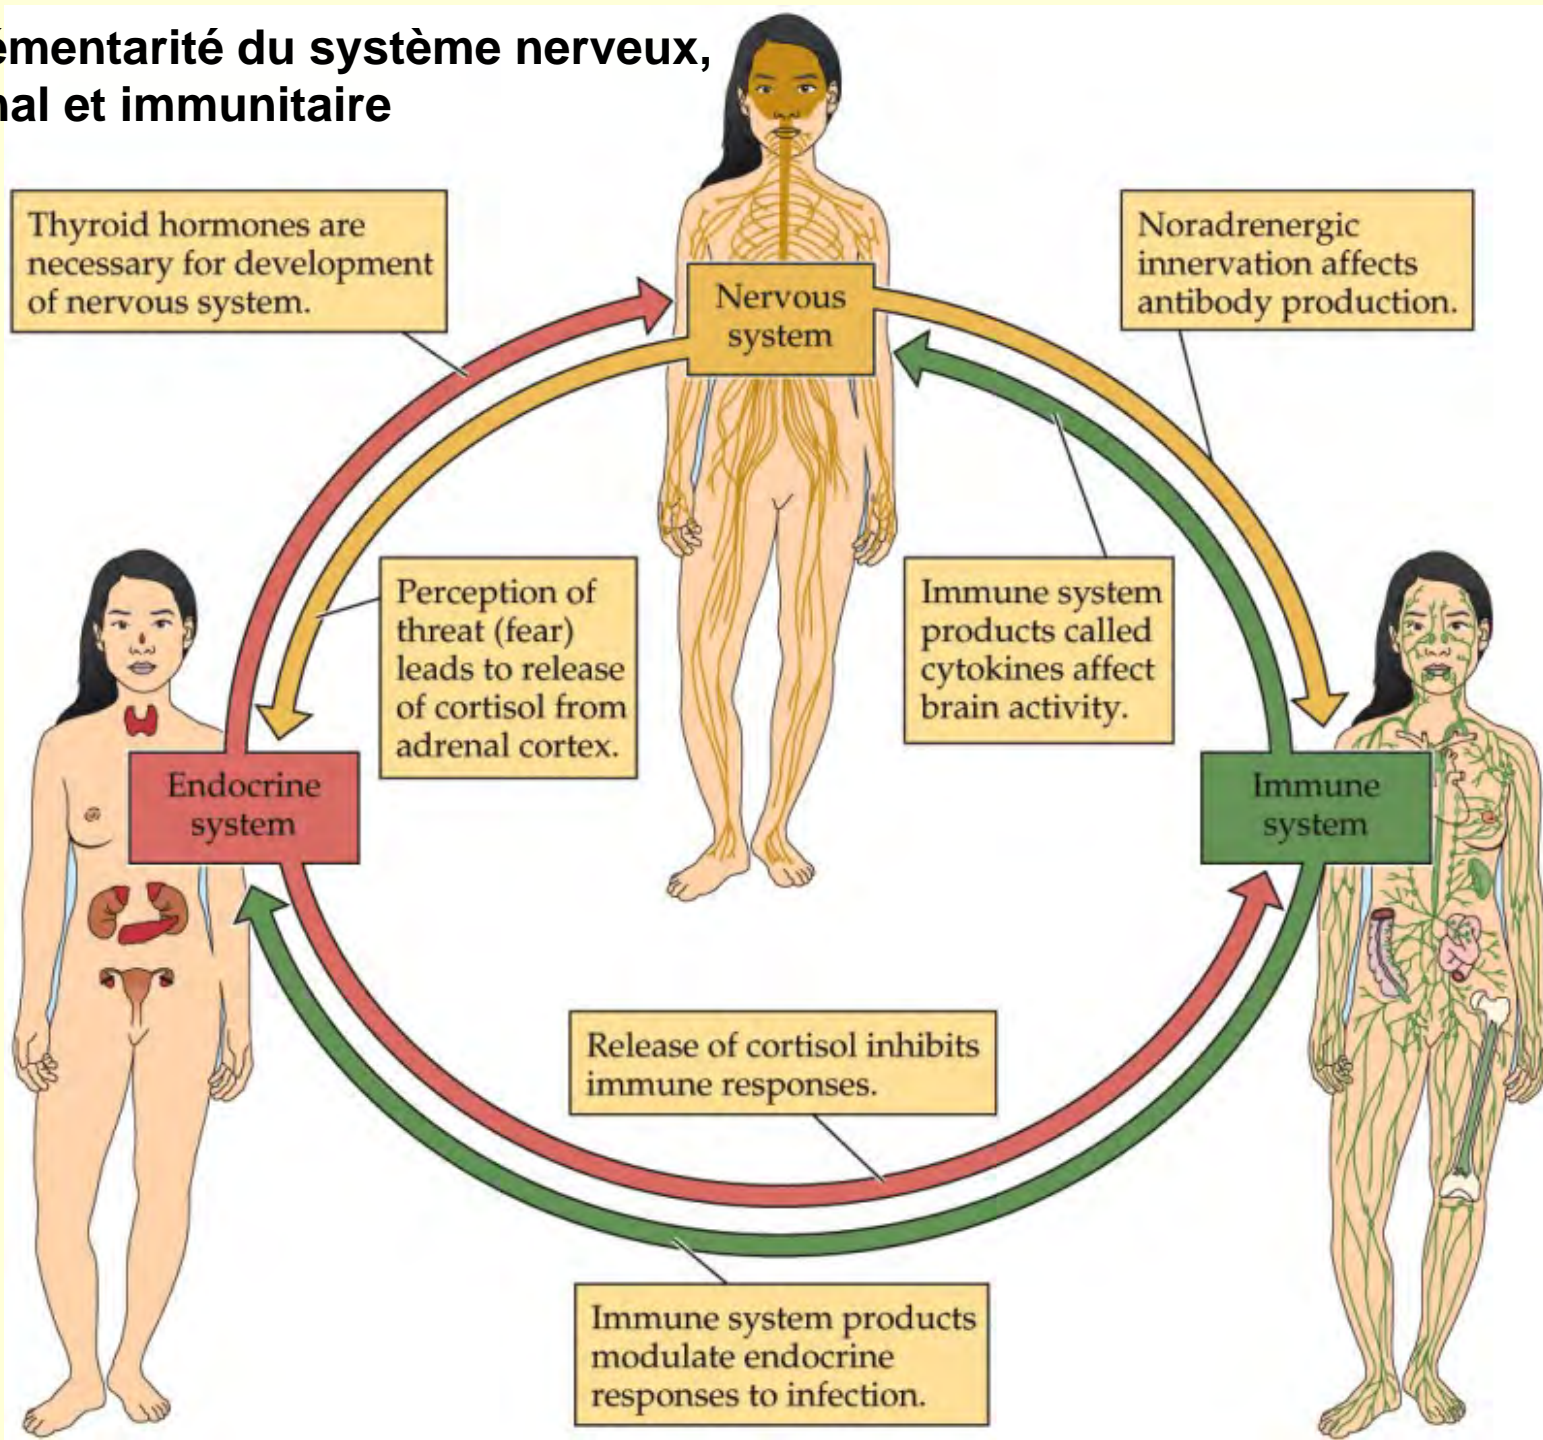 émentarité du système nerveux,
nal et immunitaire
Thyroid hormones are
necessary for development
of nervous system.
Nervous
system
Noradrenergic
innervation affects
antibody production.
Perception of
threat (fear)
leads to release
of cortisol from
adrenal cortex.
Immune system
products called
cytokines affect
brain activity.
Endocrine
system
Immune
system
Release of cortisol inhibits
immune responses.
Immune system products
modulate endocrine
responses to infection.